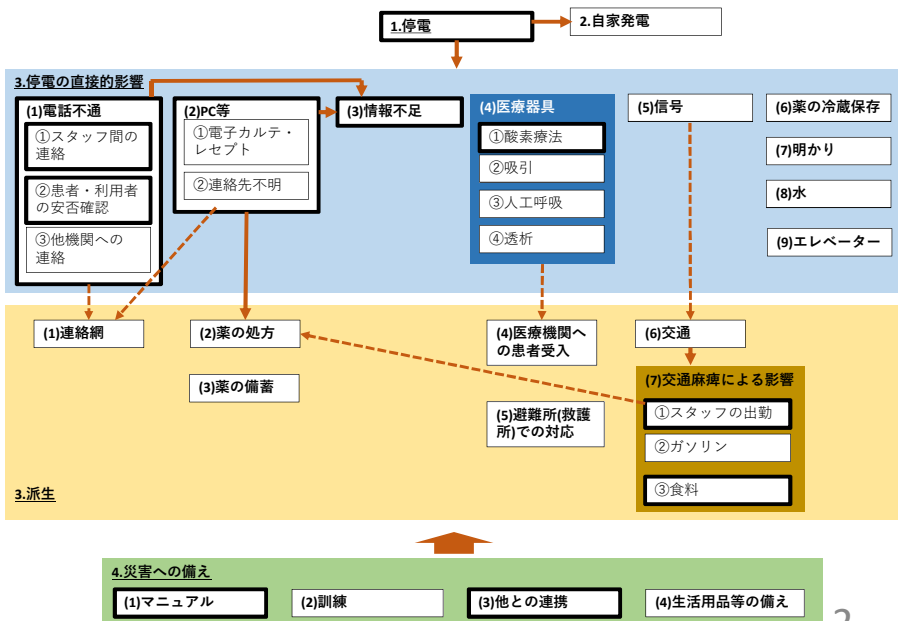 1.停電
2.自家発電
3.停電の直接的影響
(1)電話不通
①スタッフ間の
連絡
②患者・利用者
の安否確認
③他機関への
連絡
(2)PC等
①電子カルテ・
レセプト
②連絡先不明
(3)情報不足
(4)医療器具
①酸素療法
②吸引
③人工呼吸
④透析
(5)信号
(6)薬の冷蔵保存
(7)明かり
(8)水
(9)エレベーター
(1)連絡網
(2)薬の処方
(3)薬の備蓄
(4)医療機関へ
の患者受入
(5)避難所(救護
所)での対応
(6)交通
(7)交通麻痺による影響
①スタッフの出勤
②ガソリン
③食料
3.派生
4.災害への備え
(1)マニュアル
(2)訓練
(3)他との連携
(4)生活用品等の備え